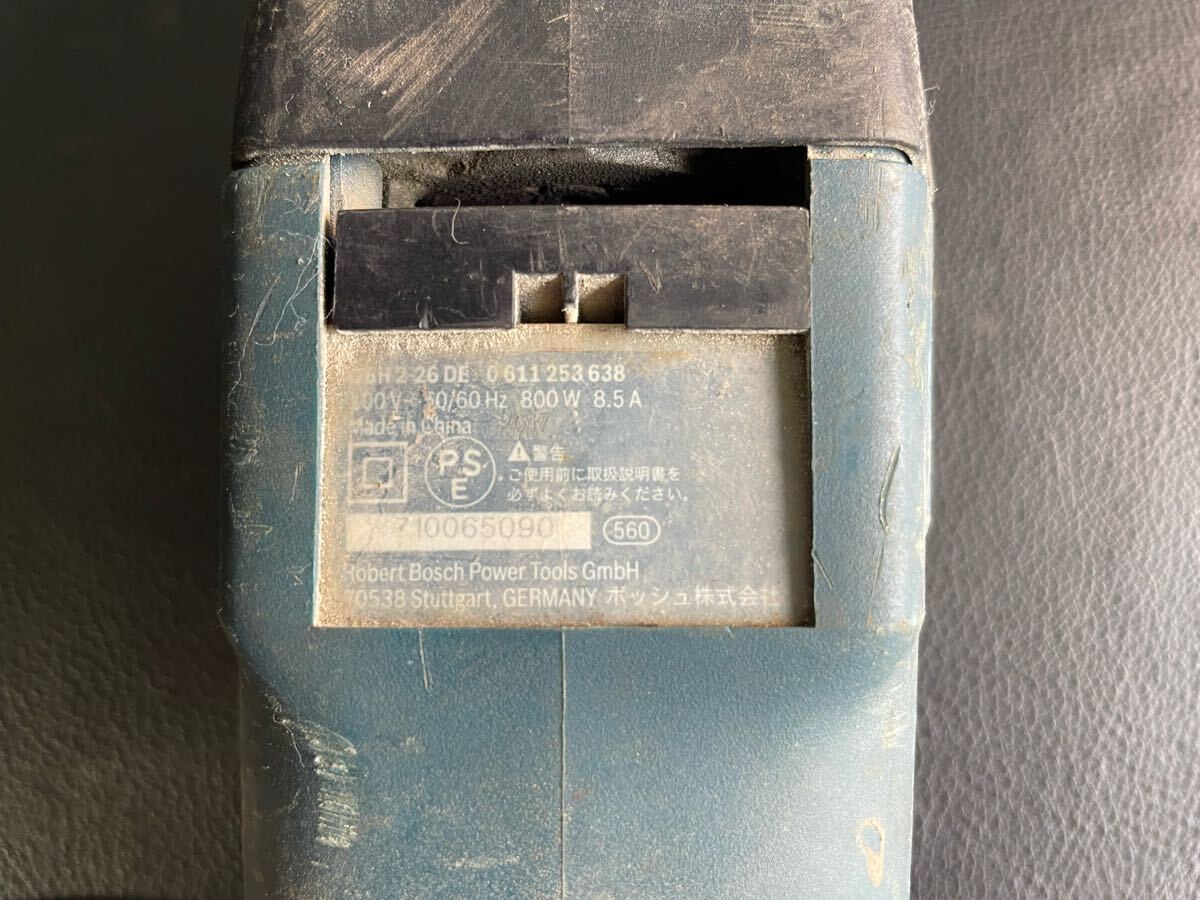 2-26 DE 0 611 253 638
50/60 Hz 800 W 8.5 A
Made in China
PSE
警告
ご使用前に取扱説明書を
必ずよくお読みください。
710065090 560
Robert Bosch Power Tools GmbH
70538 Stuttgart, GERMANY ボッシュ株式会社